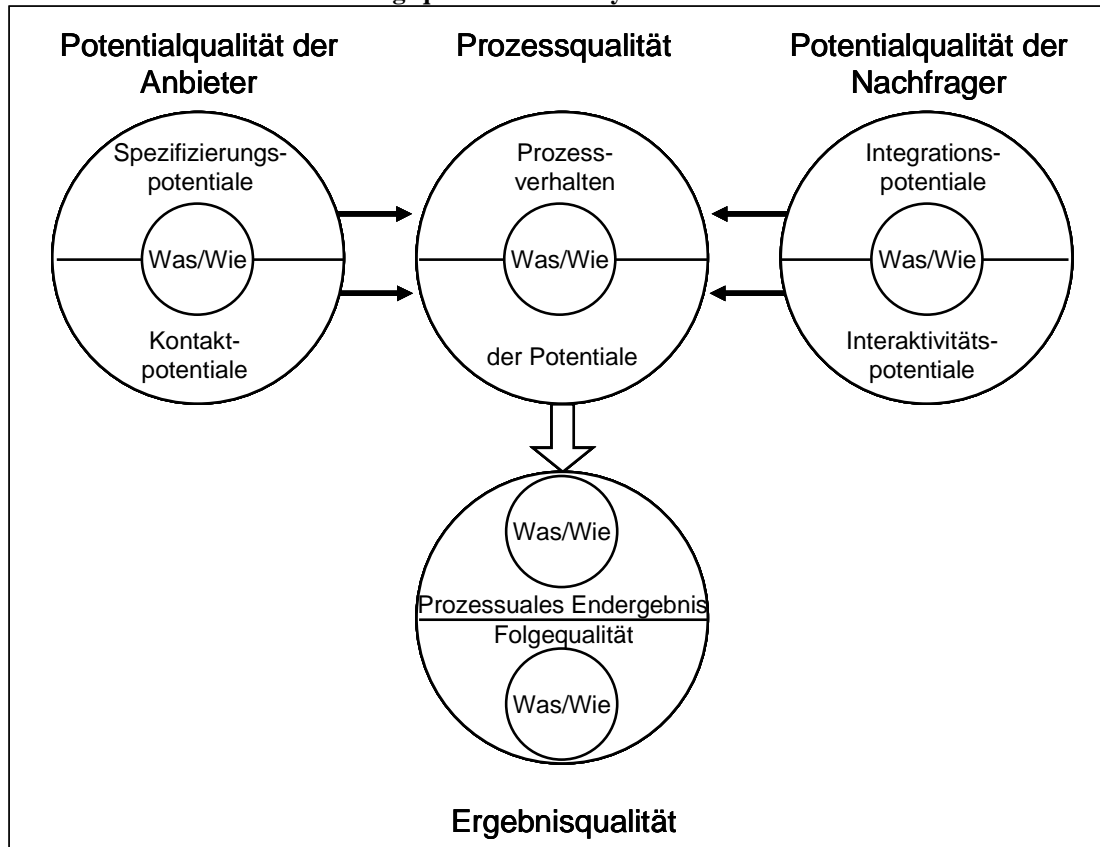 Potentialqualität der
Anbieter
Prozessqualität
Potentialqualität der
Nachfrager
Spezifizierungs-
potentiale
Was/Wie
Kontakt-
potentiale
Prozess-
verhalten
Was/Wie
der Potentiale
Integrations-
potentiale
Was/Wie
Interaktivitäts-
potentiale
Was/Wie
Prozessuales Endergebnis
Folgequalität
Was/Wie
Ergebnisqualität